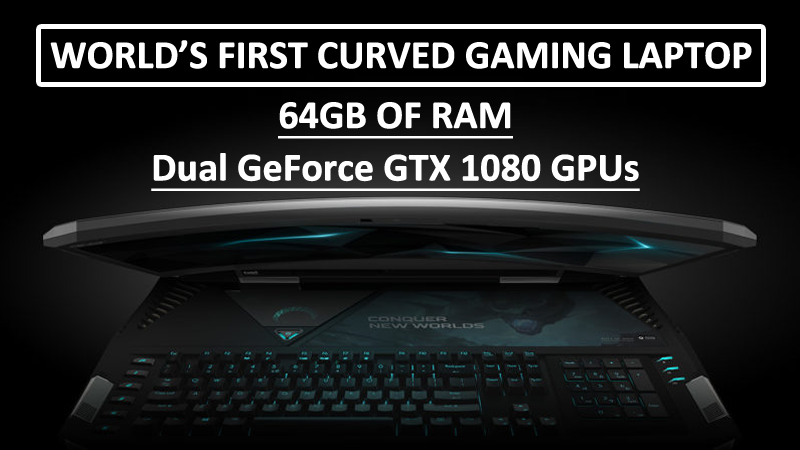 WORLD’S FIRST CURVED GAMING LAPTOP
64GB OF RAM
Dual GeForce GTX 1080 GPUs
CONQUER
NEW WORLDS